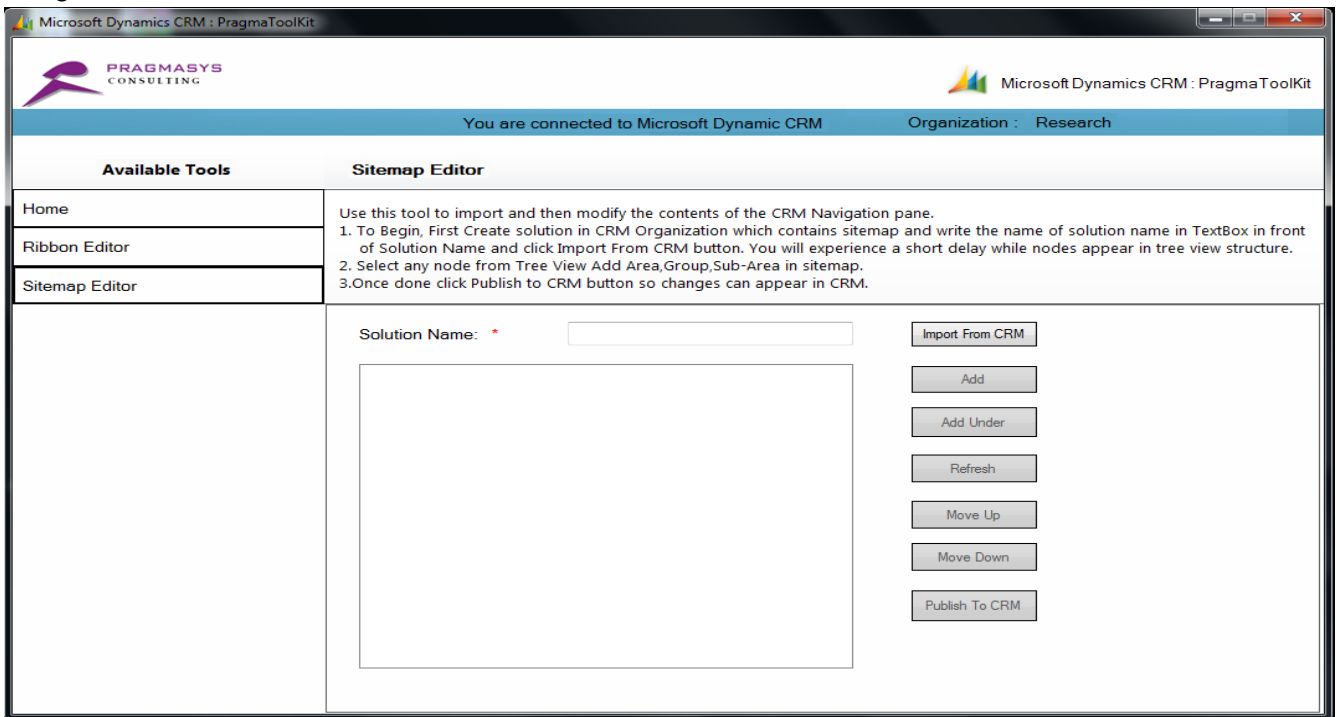 Microsoft Dynamics CRM : PragmaToolKit
PRAGMASYS
CONSULTING
Microsoft Dynamics CRM : PragmaToolKit
You are connected to Microsoft Dynamic CRM
Organization : Research
Available Tools
Sitemap Editor
Home
Ribbon Editor
Sitemap Editor
Use this tool to import and then modify the contents of the CRM Navigation pane.
1. To Begin, First Create solution in CRM Organization which contains sitemap and write the name of solution name in TextBox in front
of Solution Name and click Import From CRM button. You will experience a short delay while nodes appear in tree view structure.
2. Select any node from Tree View Add Area,Group,Sub-Area in sitemap.
3.Once done click Publish to CRM button so changes can appear in CRM.
Solution Name: *
Import From CRM
Add
Add Under
Refresh
Move Up
Move Down
Publish To CRM